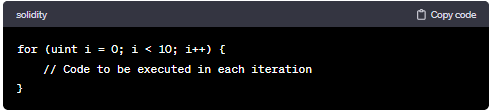 solidity
Copy code
for (uint i = 0; i < 10; i++) {
    // Code to be executed in each iteration
}